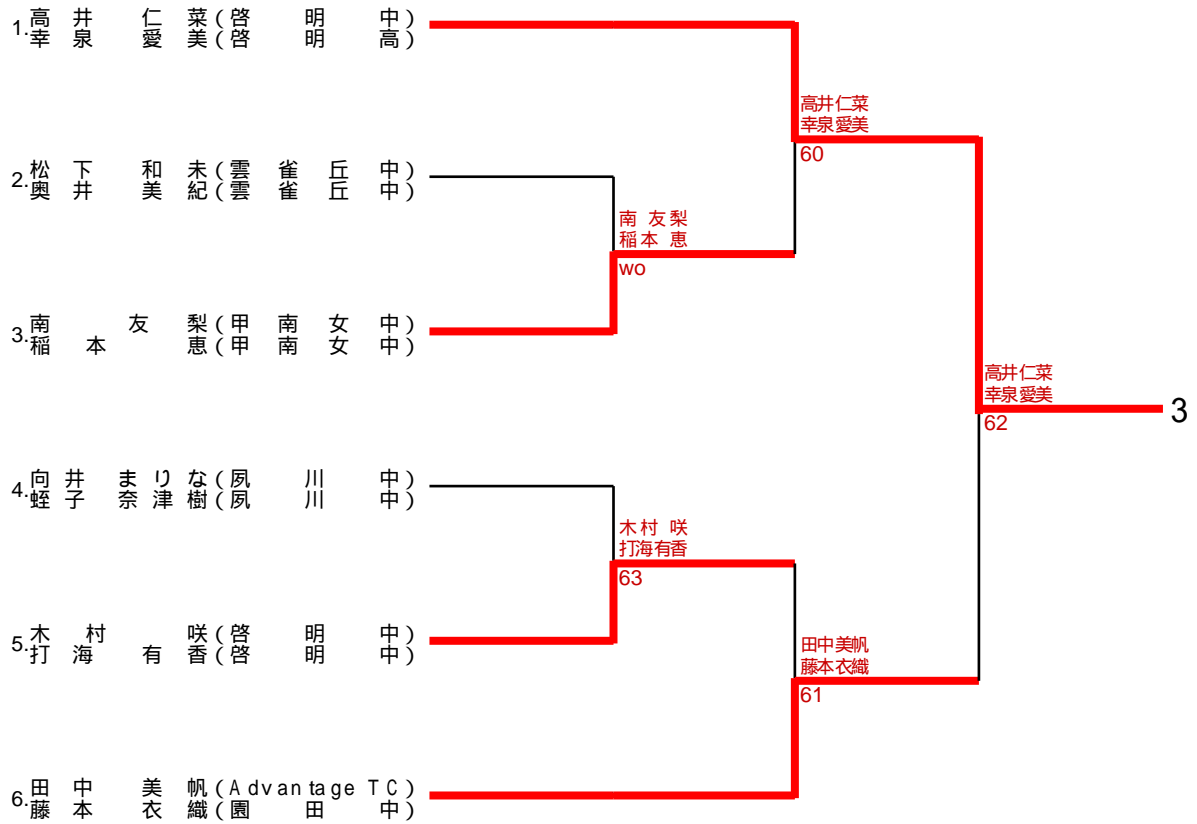 1.高井 仁菜(啓明中)
幸泉 愛美(啓明高)
高井仁菜
幸泉愛美
60
2.松下 和未(雲雀丘中)
奥井 美紀(雲雀丘中)
南 友梨
稲本 恵
wo
3.南 友梨(甲南女中)
稲本 恵(甲南女中)
高井仁菜
幸泉愛美
62
3
4.向井 まりな(夙川中)
蛭子 奈津樹(夙川中)
木村 咲
打海有香
63
5.木村 咲(啓明中)
打海 有香(啓明中)
田中美帆
藤本衣織
61
6.田中 美帆(Advantage TC)
藤本 衣織(園田中)